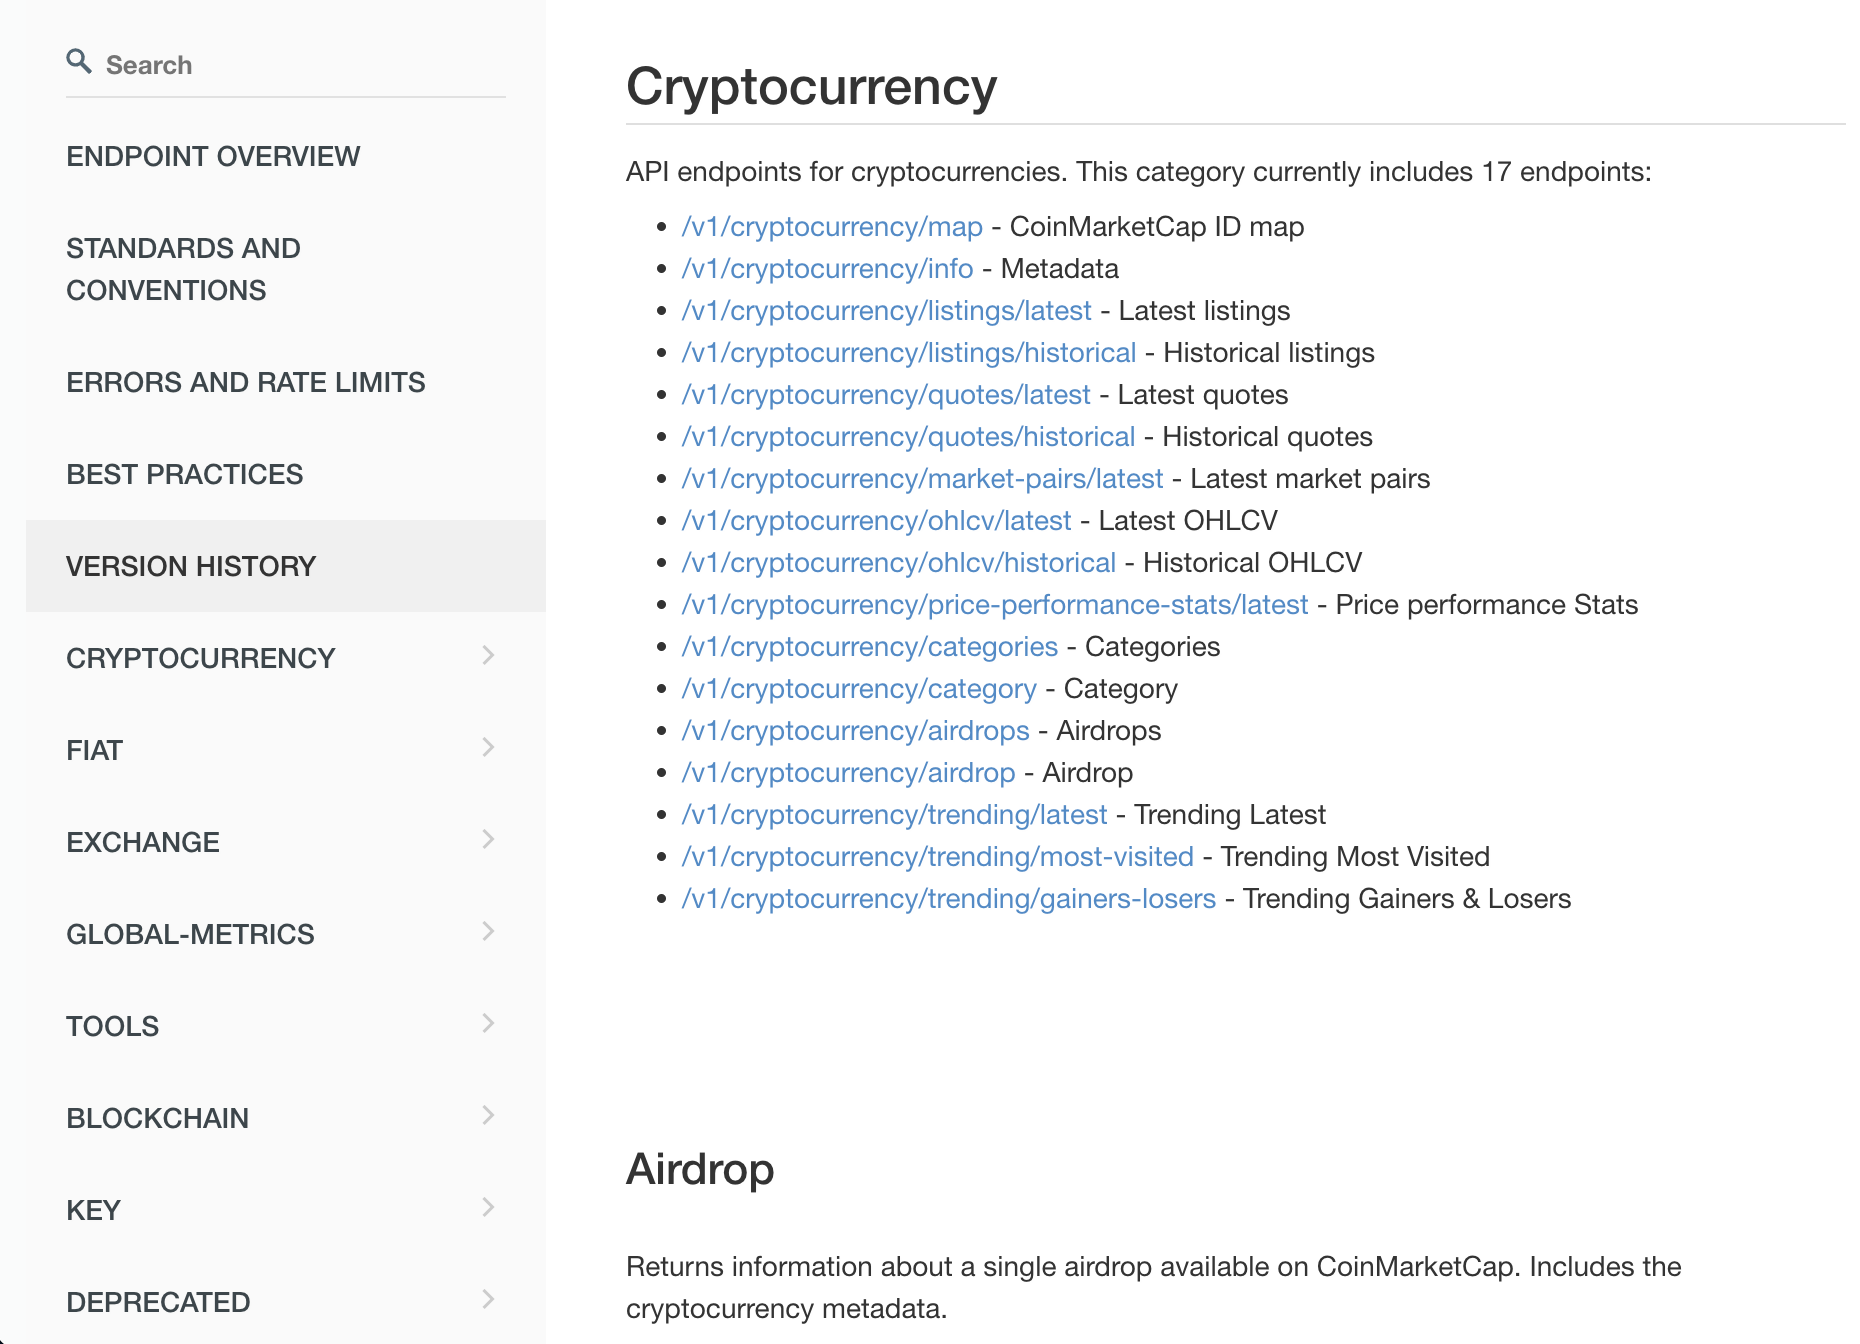 Search
ENDPOINT OVERVIEW
STANDARDS AND
CONVENTIONS
ERRORS AND RATE LIMITS
BEST PRACTICES
VERSION HISTORY
CRYPTOCURRENCY
FIAT
EXCHANGE
GLOBAL-METRICS
TOOLS
BLOCKCHAIN
KEY
DEPRECATED
Cryptocurrency
API endpoints for cryptocurrencies. This category currently includes 17 endpoints:
• /v1/cryptocurrency/map - CoinMarketCap ID map
• /v1/cryptocurrency/info - Metadata
• /v1/cryptocurrency/listings/latest - Latest listings
• /v1/cryptocurrency/listings/historical - Historical listings
• /v1/cryptocurrency/quotes/latest - Latest quotes
• /v1/cryptocurrency/quotes/historical - Historical quotes
• /v1/cryptocurrency/market-pairs/latest - Latest market pairs
• /v1/cryptocurrency/ohlcv/latest - Latest OHLCV
• /v1/cryptocurrency/ohlcv/historical - Historical OHLCV
• /v1/cryptocurrency/price-performance-stats/latest - Price performance Stats
• /v1/cryptocurrency/categories - Categories
• /v1/cryptocurrency/category - Category
• /v1/cryptocurrency/airdrops - Airdrops
• /v1/cryptocurrency/airdrop - Airdrop
• /v1/cryptocurrency/trending/latest - Trending Latest
• /v1/cryptocurrency/trending/most-visited - Trending Most Visited
• /v1/cryptocurrency/trending/gainers-losers - Trending Gainers & Losers
Airdrop
Returns information about a single airdrop available on CoinMarketCap. Includes the
cryptocurrency metadata.